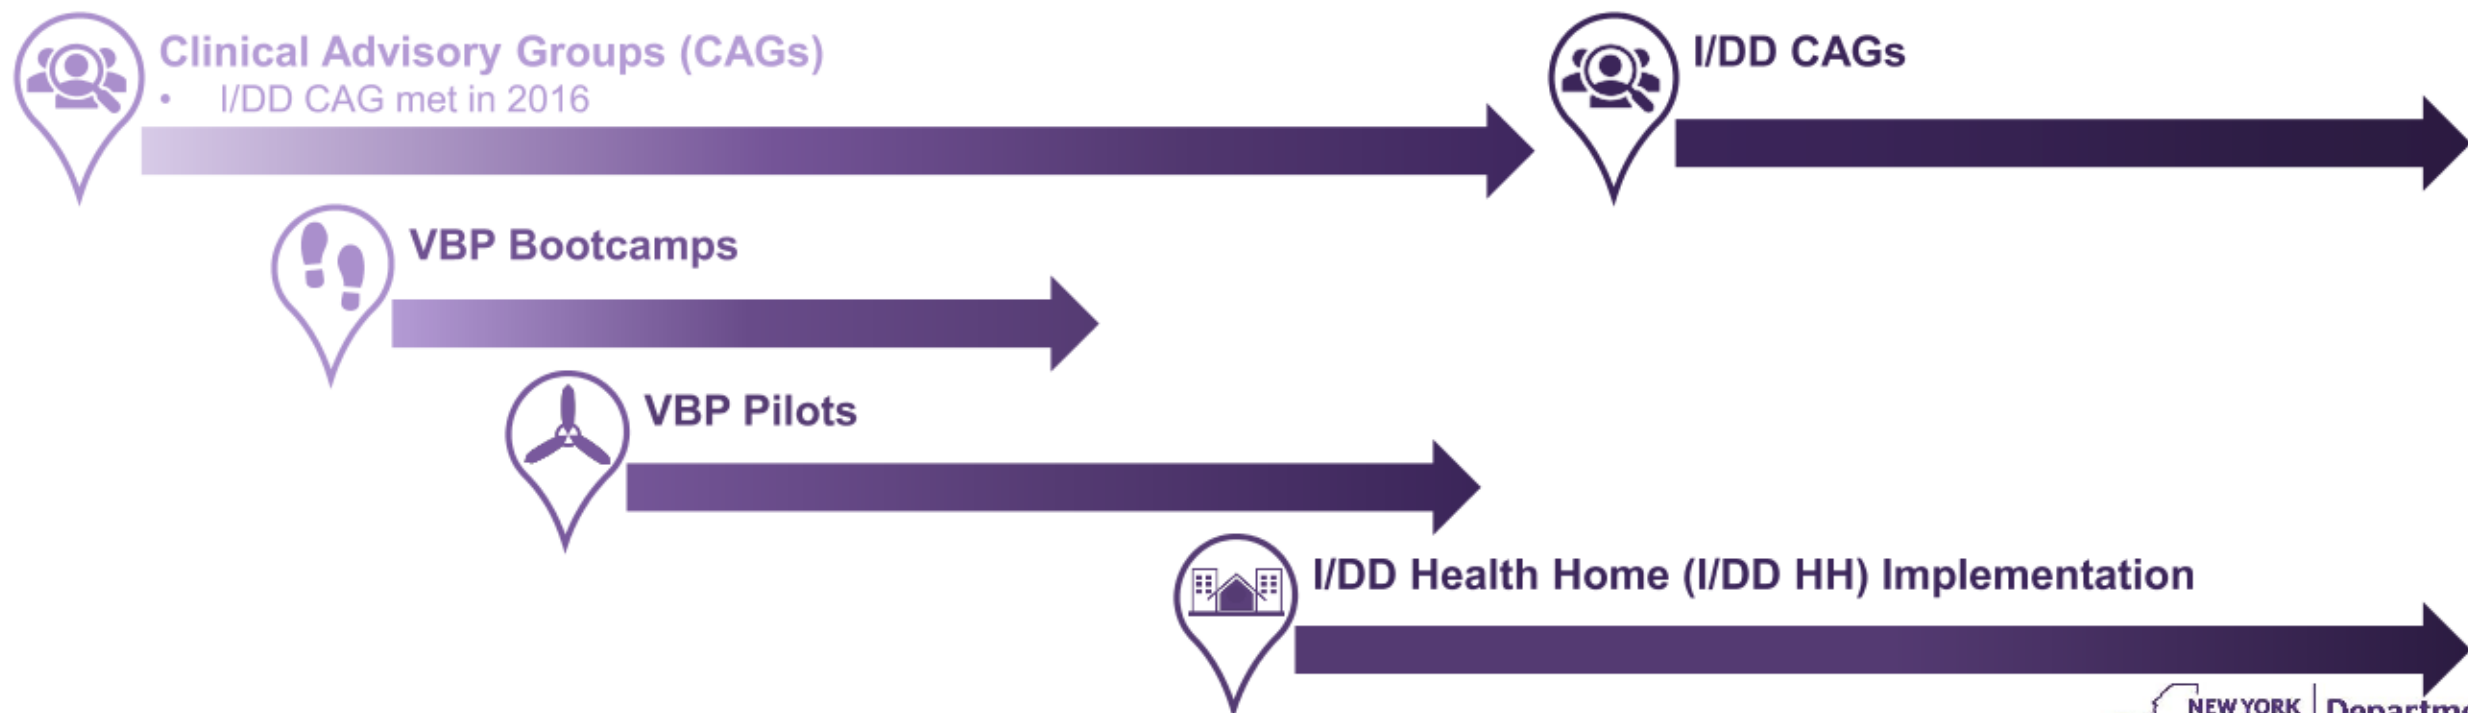 Clinical Advisory Groups (CAGs)
• I/DD CAG met in 2016
I/DD CAGs
VBP Bootcamps
VBP Pilots
I/DD Health Home (I/DD HH) Implementation
NEW YORK